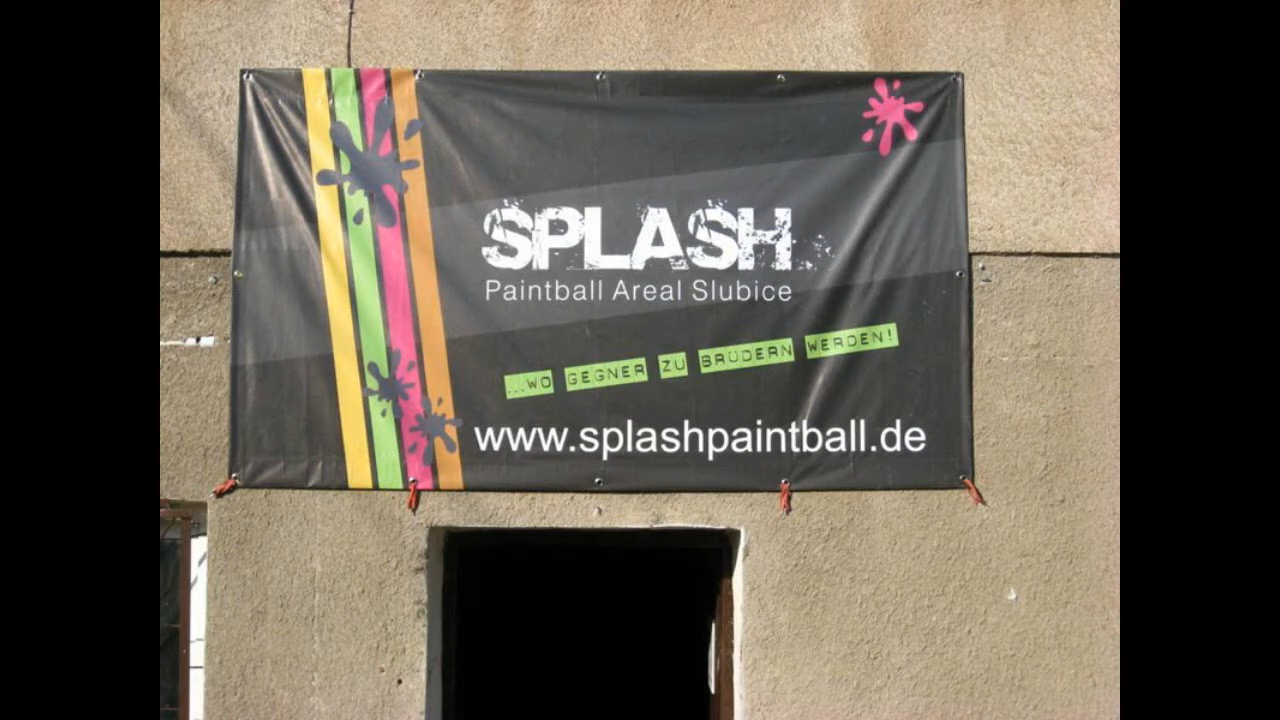 SPLASH
Paintball Areal Slubice
...WO GEGNER ZU BRÜDERN WERDEN!
www.splashpaintball.de